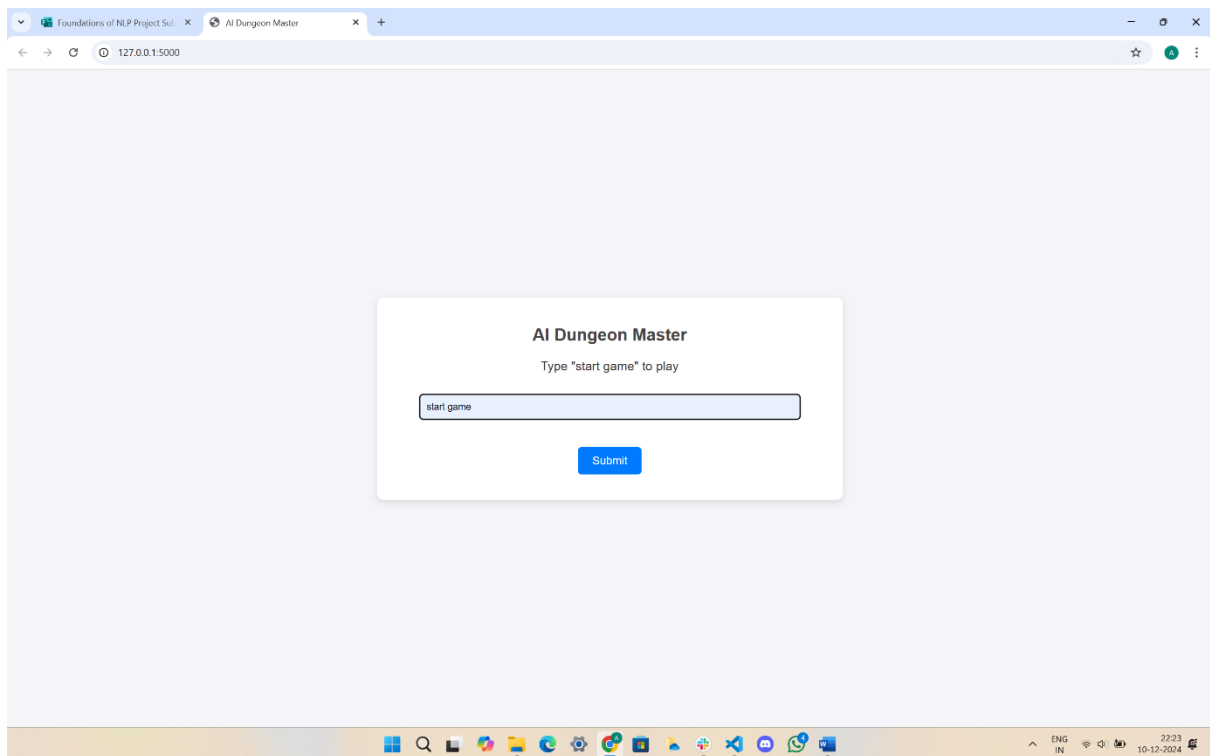 Foundations of NLP Project Sul
AI Dungeon Master
127.0.0.1:5000
A
AI Dungeon Master
Type "start game" to play
start game
Submit
ENG
IN
22:23
10-12-2024